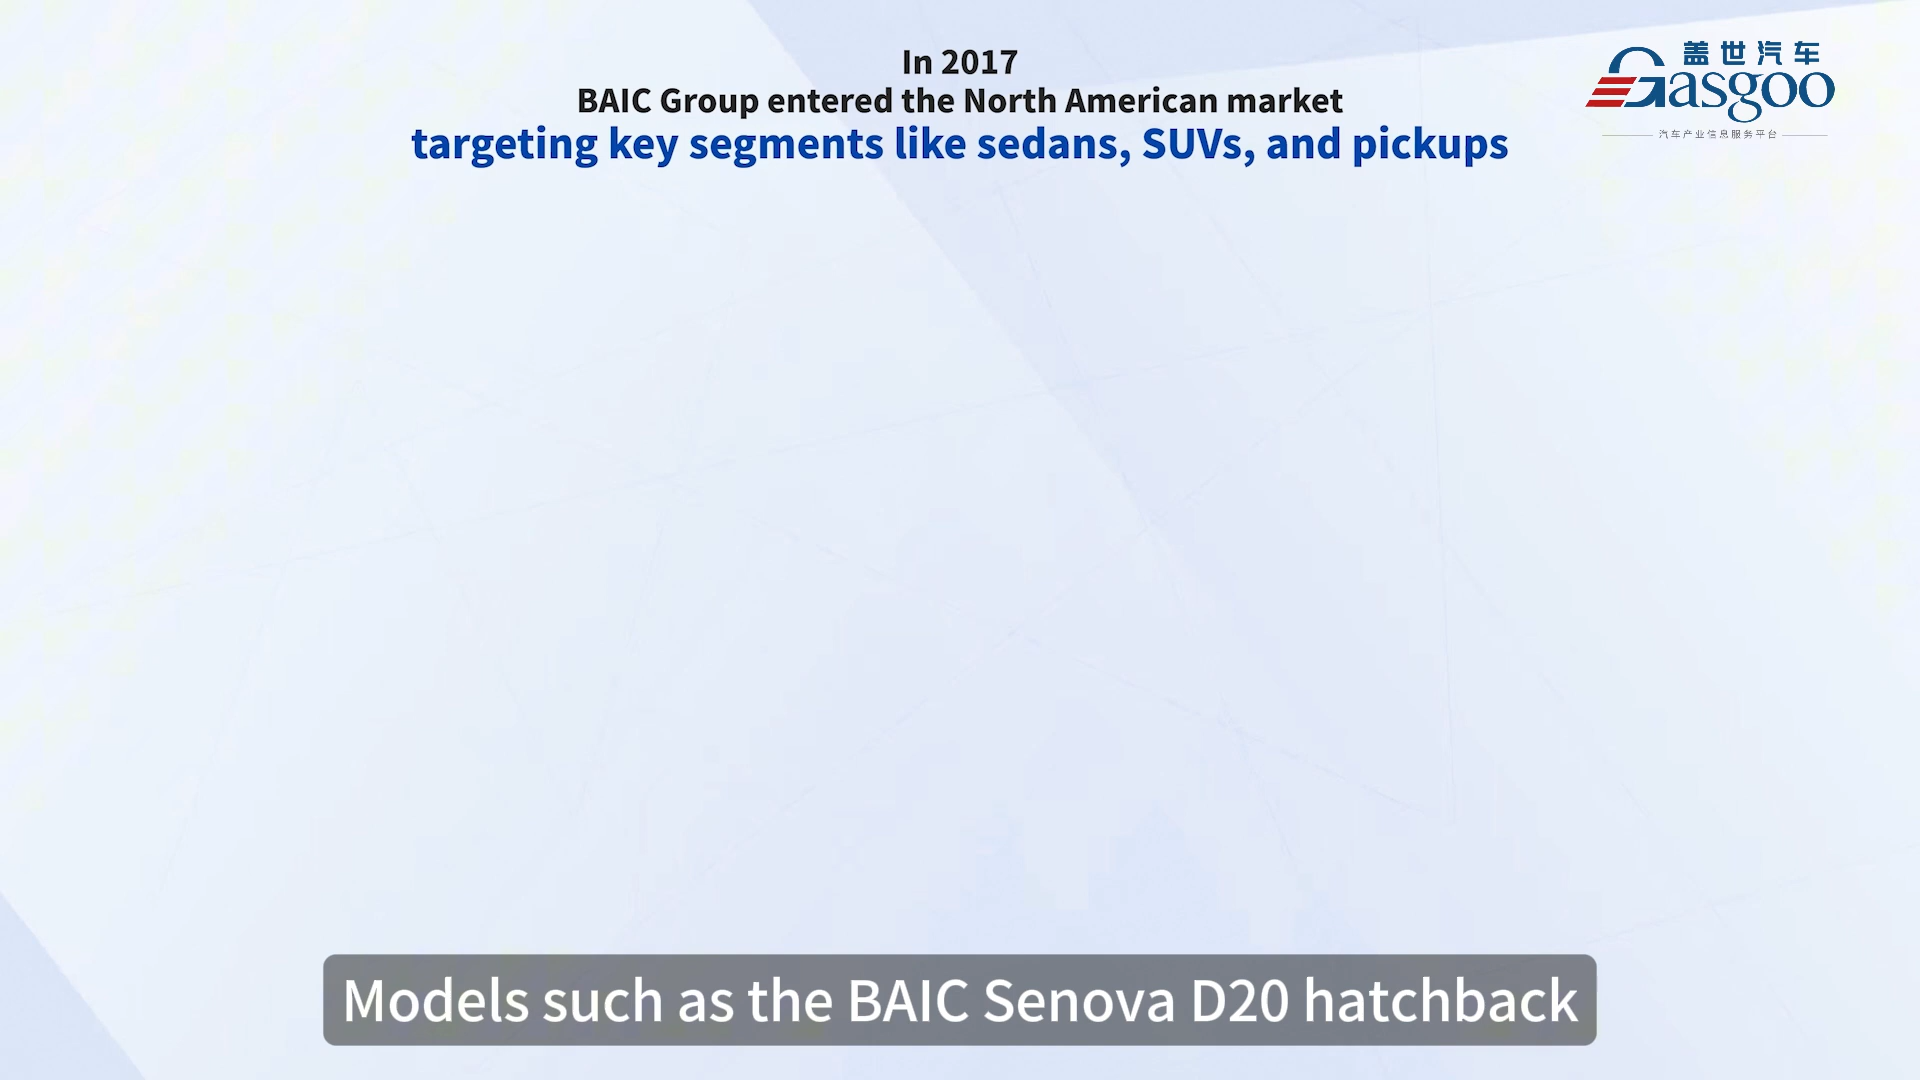 In 2017
BAIC Group entered the North American market
targeting key segments like sedans, SUVs, and pickups
盖世汽车
Gasgoo
汽车产业信息服务平台
Models such as the BAIC Senova D20 hatchback